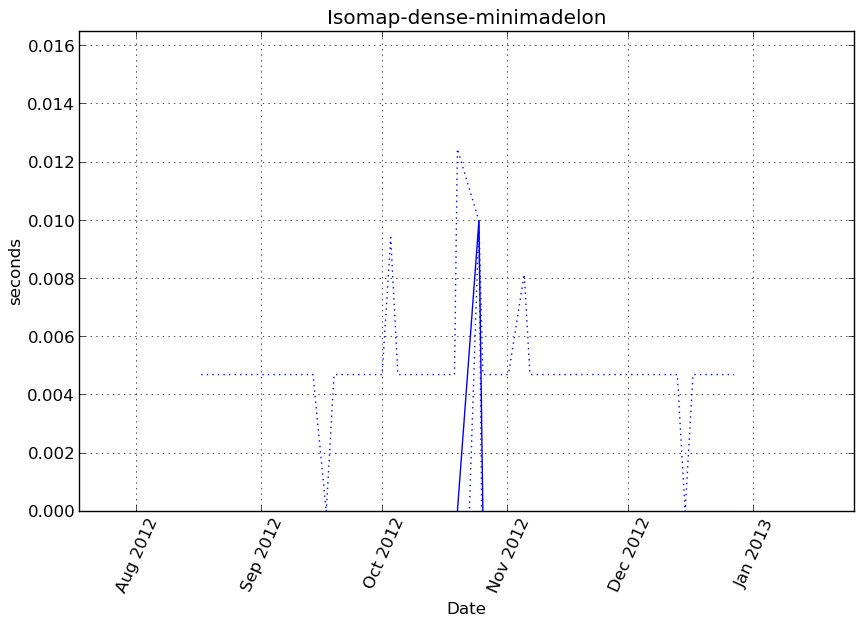 Isomap-dense-minimadelon
0.016
0.014
0.012
0.010
0.008
0.006
0.004
0.002
0.000
seconds
Aug 2012
Sep 2012
Oct 2012
Nov 2012
Dec 2012
Jan 2013
Date